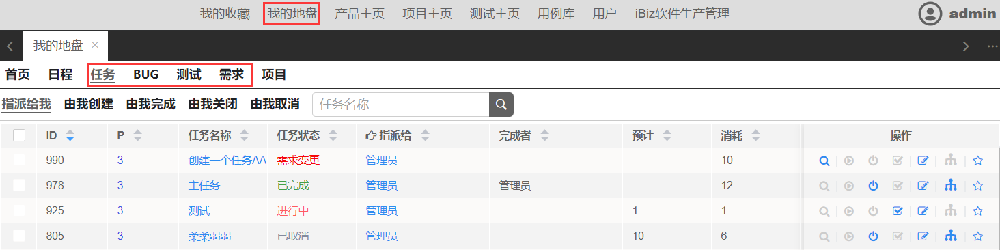 我的收藏 我的地盘 产品主页 项目主页 测试主页 用例库 用户 iBiz软件生产管理 admin
我的地盘
首页 日程 任务 BUG 测试 需求 项目
指派给我 由我创建 由我完成 由我关闭 由我取消 任务名称
ID P 任务名称 任务状态 指派给 完成者 预计 消耗 操作
990 3 创建一个任务AA 需求变更 管理员 10
978 3 主任务 已完成 管理员 管理员 12
925 3 测试 进行中 管理员 1 1
805 3 柔柔弱弱 已取消 管理员 10 6